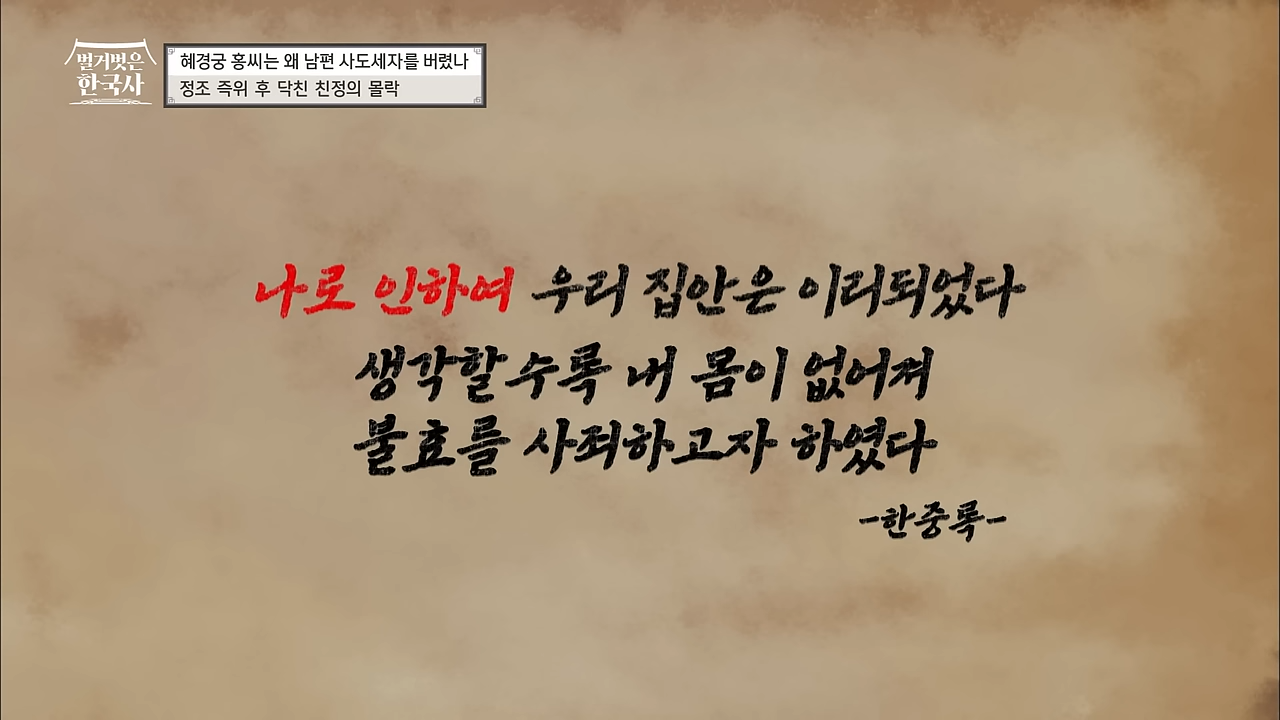 벌거벗은
한국사
혜경궁 홍씨는 왜 남편 사도세자를 버렸나
정조 즉위 후 닥친 친정의 몰락
나로 인하여 우리 집안은 이리되었다
생각할수록 내 몸이 없어져
불효를 사죄하고자 하였다
-한중록-